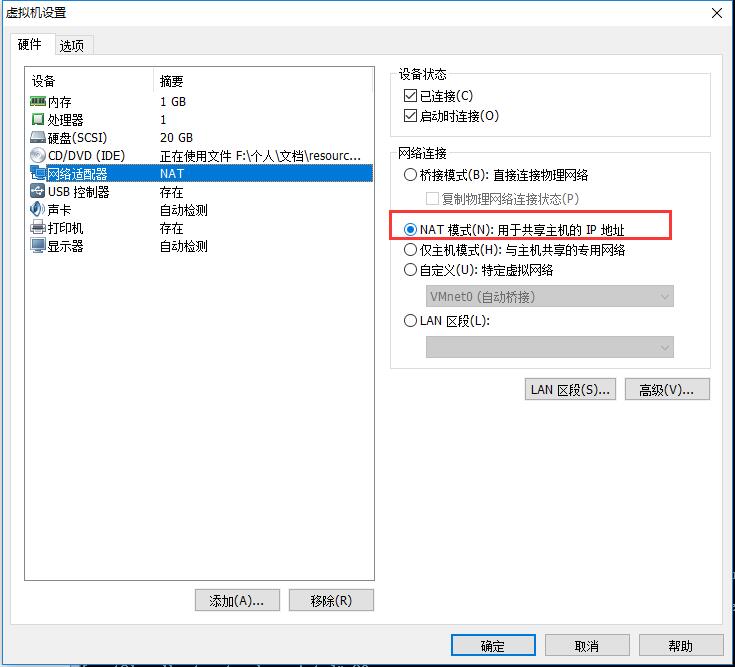 虚拟机设置
硬件 选项
设备 摘要
内存 1 GB
处理器 1
硬盘(SCSI) 20 GB
CD/DVD (IDE) 正在使用文件 F:\个人\文档\resourc...
网络适配器 NAT
USB 控制器 存在
声卡 自动检测
打印机 存在
显示器 自动检测
添加(A)... 移除(R)
设备状态
已连接(C)
启动时连接(O)
网络连接
桥接模式(B): 直接连接物理网络
复制物理网络连接状态(P)
NAT 模式(N): 用于共享主机的 IP 地址
仅主机模式(H): 与主机共享的专用网络
自定义(U): 特定虚拟网络
VMnet0 (自动桥接)
LAN 区段(L):
LAN 区段(S)... 高级(V)...
确定 取消 帮助